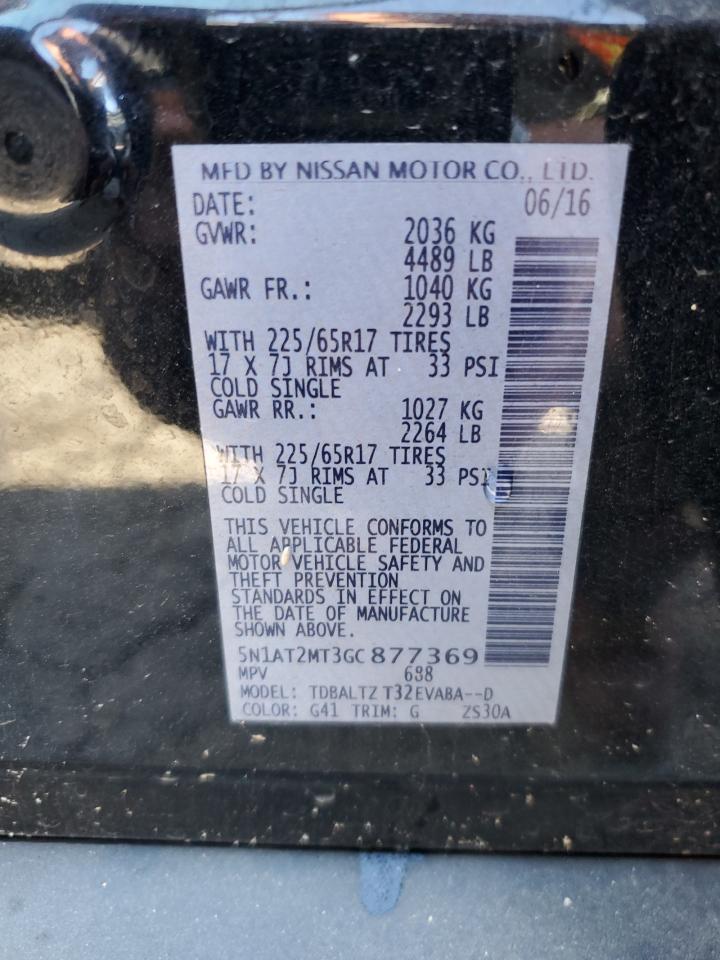 MFD BY NISSAN MOTOR CO., LTD.
DATE: 06/16
GVWR: 2036 KG
4489 LB
GAWR FR.: 1040 KG
2293 LB
WITH 225/65R17 TIRES
17 X 7J RIMS AT 33 PSI
COLD SINGLE
GAWR RR.: 1027 KG
2264 LB
WITH 225/65R17 TIRES
17 X 7J RIMS AT 33 PSI
COLD SINGLE
THIS VEHICLE CONFORMS TO
ALL APPLICABLE FEDERAL
MOTOR VEHICLE SAFETY AND
THEFT PREVENTION
STANDARDS IN EFFECT ON
THE DATE OF MANUFACTURE
SHOWN ABOVE.
5N1AT2MT3GC877369
MPV 698
MODEL: TDBALTZ T32EVABA--D
COLOR: G41 TRIM: G ZS30A